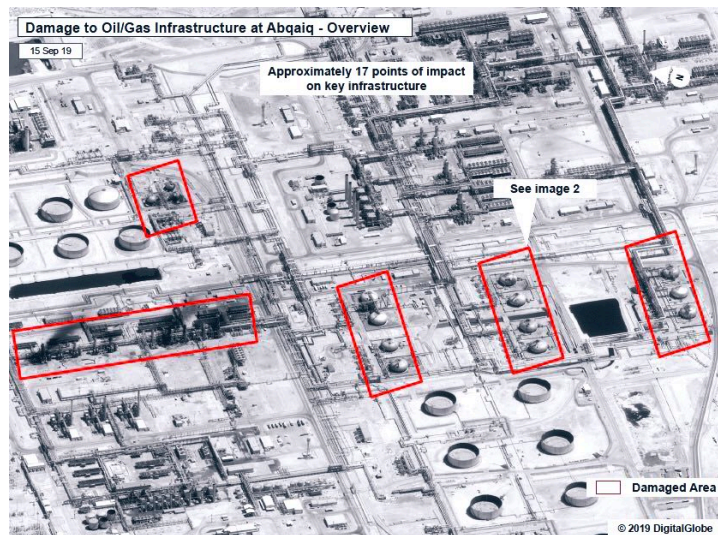 Damage to Oil/Gas Infrastructure at Abqaiq - Overview
15 Sep 19
Approximately 17 points of impact
on key infrastructure
N
See image 2
Damaged Area
© 2019 DigitalGlobe